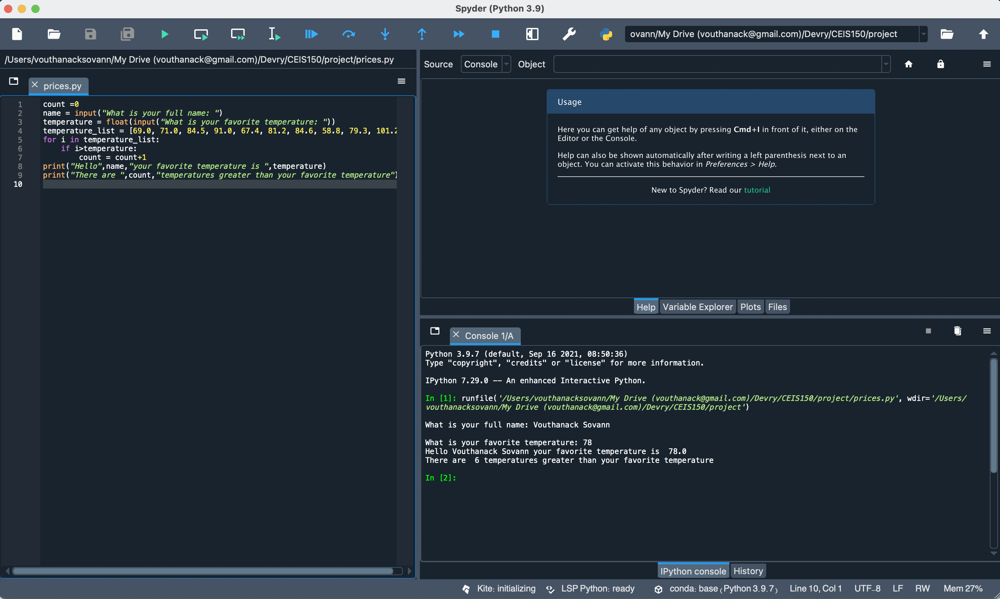 Spyder (Python 3.9)
ovann/My Drive (vouthanack@gmail.com)/Devry/CEIS150/project
/Users/vouthanacksovann/My Drive (vouthanack@gmail.com)/Devry/CEIS150/project/prices.py
prices.py
1 count =0
2 name = input("What is your full name: ")
3 temperature = float(input("What is your favorite temperature: "))
4 temperature_list = [69.0, 71.0, 84.5, 91.0, 67.4, 81.2, 84.6, 58.8, 79.3, 101.2
5 for i in temperature_list:
6     if i>temperature:
7         count = count+1
8 print("Hello",name,"your favorite temperature is ",temperature)
9 print("There are ",count,"temperatures greater than your favorite temperature")
10
Source Console Object
Usage
Here you can get help of any object by pressing Cmd+I in front of it, either on the
Editor or the Console.
Help can also be shown automatically after writing a left parenthesis next to an
object. You can activate this behavior in Preferences > Help.
New to Spyder? Read our tutorial
Help Variable Explorer Plots Files
Console 1/A
Python 3.9.7 (default, Sep 16 2021, 08:50:36)
Type "copyright", "credits" or "license" for more information.
IPython 7.29.0 -- An enhanced Interactive Python.
In [1]: runfile('/Users/vouthanacksovann/My Drive (vouthanack@gmail.com)/Devry/CEIS150/project/prices.py', wdir='/Users/
vouthanacksovann/My Drive (vouthanack@gmail.com)/Devry/CEIS150/project')
What is your full name: Vouthanack Sovann
What is your favorite temperature: 78
Hello Vouthanack Sovann your favorite temperature is  78.0
There are  6 temperatures greater than your favorite temperature
In [2]:
IPython console History
Kite: initializing LSP Python: ready conda: base (Python 3.9.7) Line 10, Col 1 UTF-8 LF RW Mem 27%